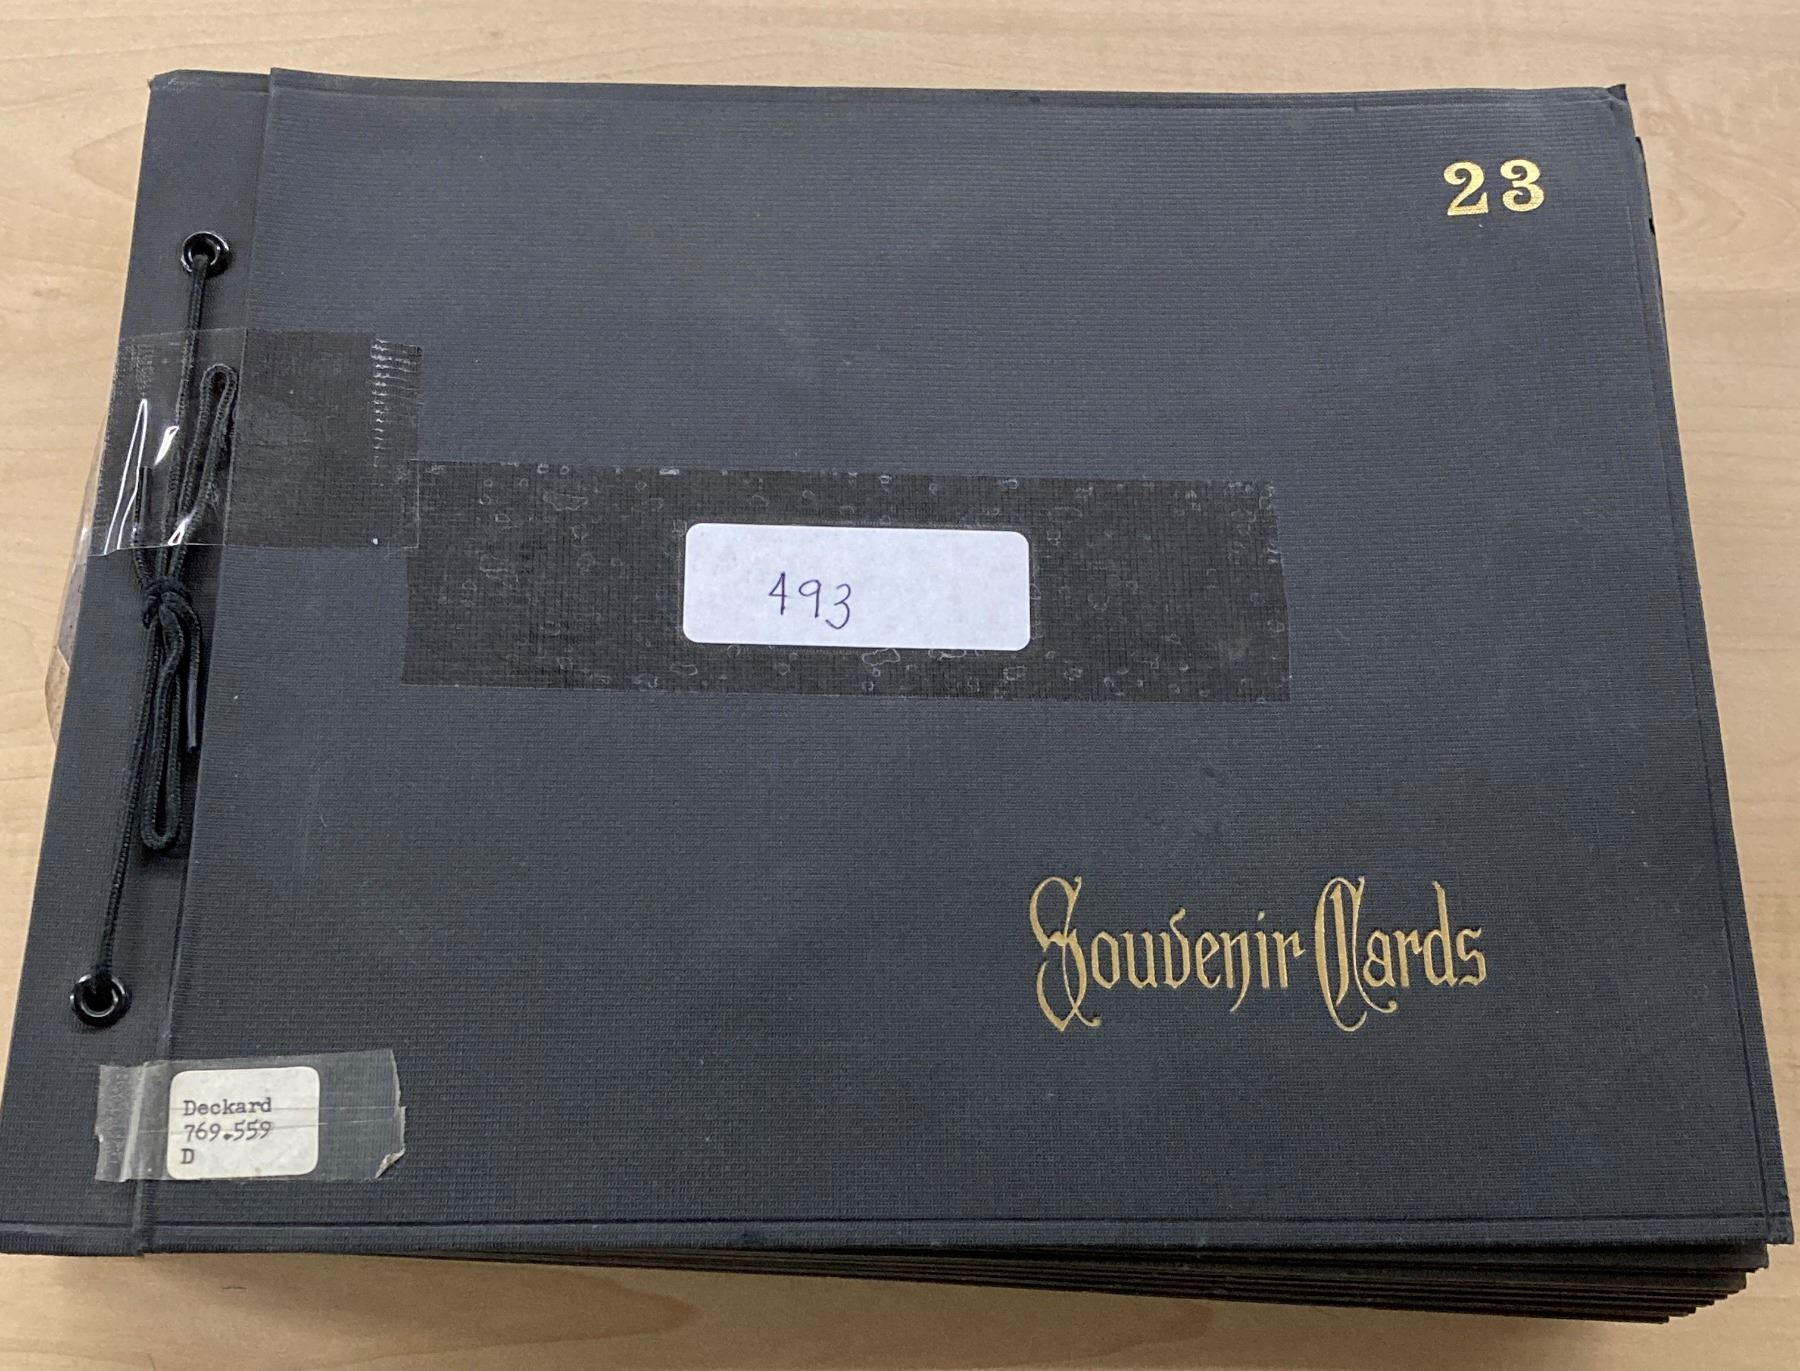 23
493
Souvenir Cards
Deckard
769.559
D